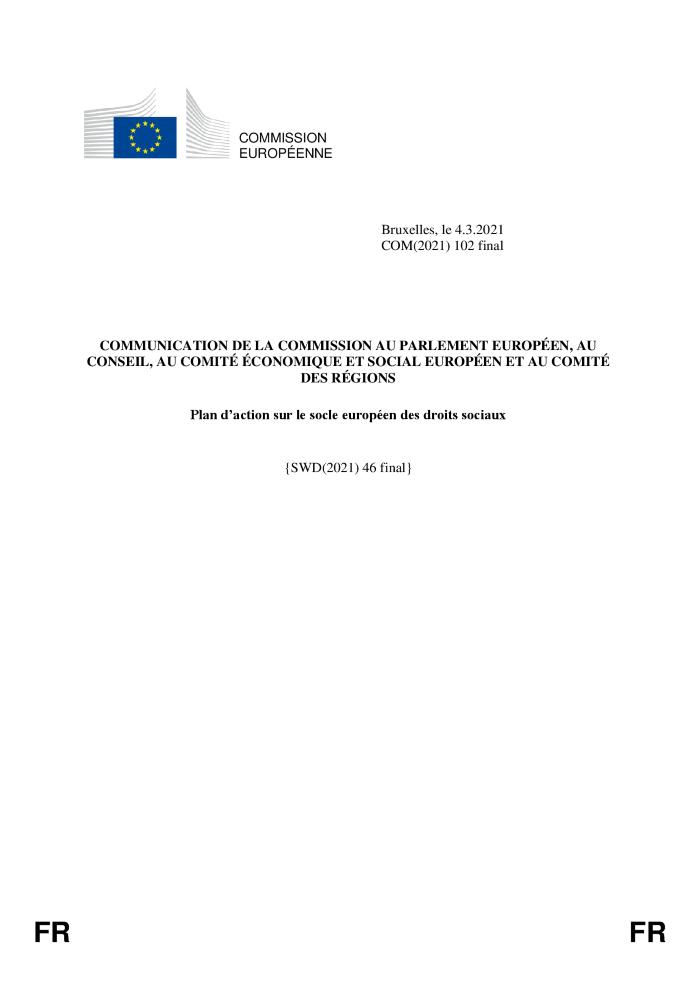 COMMISSION
EUROPÉENNE
Bruxelles, le 4.3.2021
COM(2021) 102 final
COMMUNICATION DE LA COMMISSION AU PARLEMENT EUROPÉEN, AU
CONSEIL, AU COMITÉ ÉCONOMIQUE ET SOCIAL EUROPÉEN ET AU COMITÉ
DES RÉGIONS
Plan d'action sur le socle européen des droits sociaux
{SWD(2021) 46 final}
FR FR